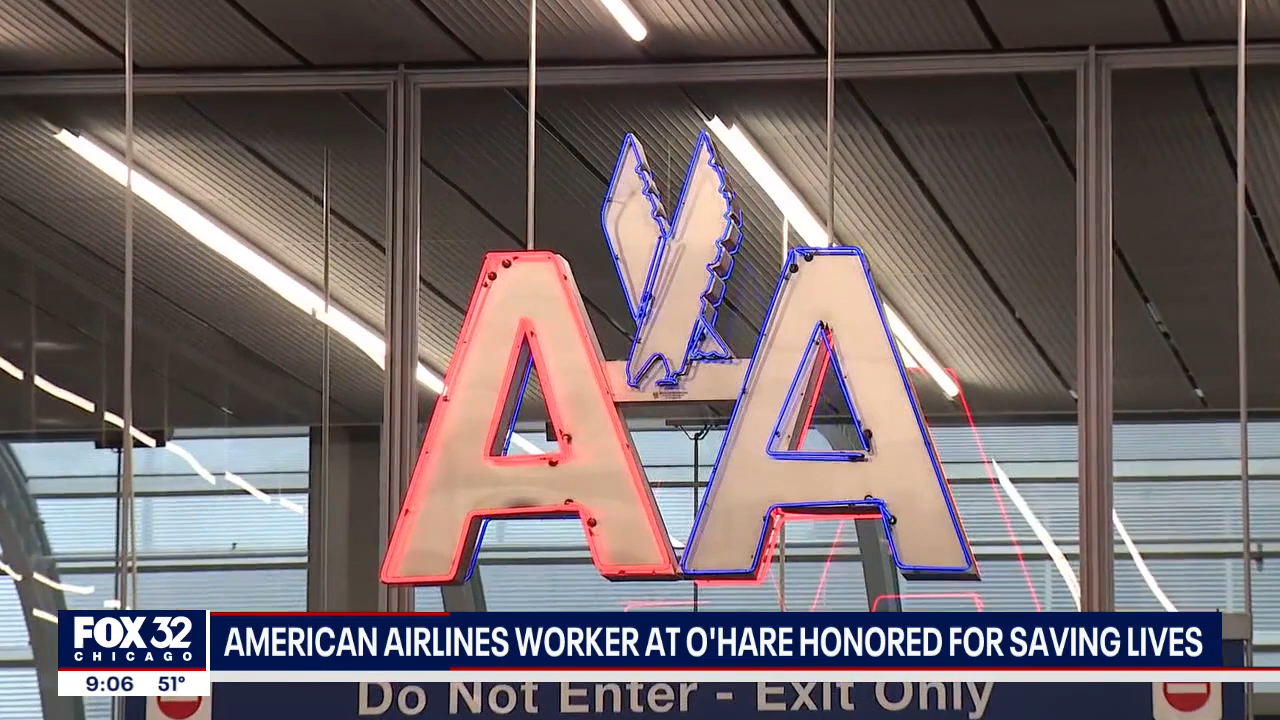 AA
FOX 32
CHICAGO
AMERICAN AIRLINES WORKER AT O'HARE HONORED FOR SAVING LIVES
9:06 51°
Do Not Enter - Exit Only